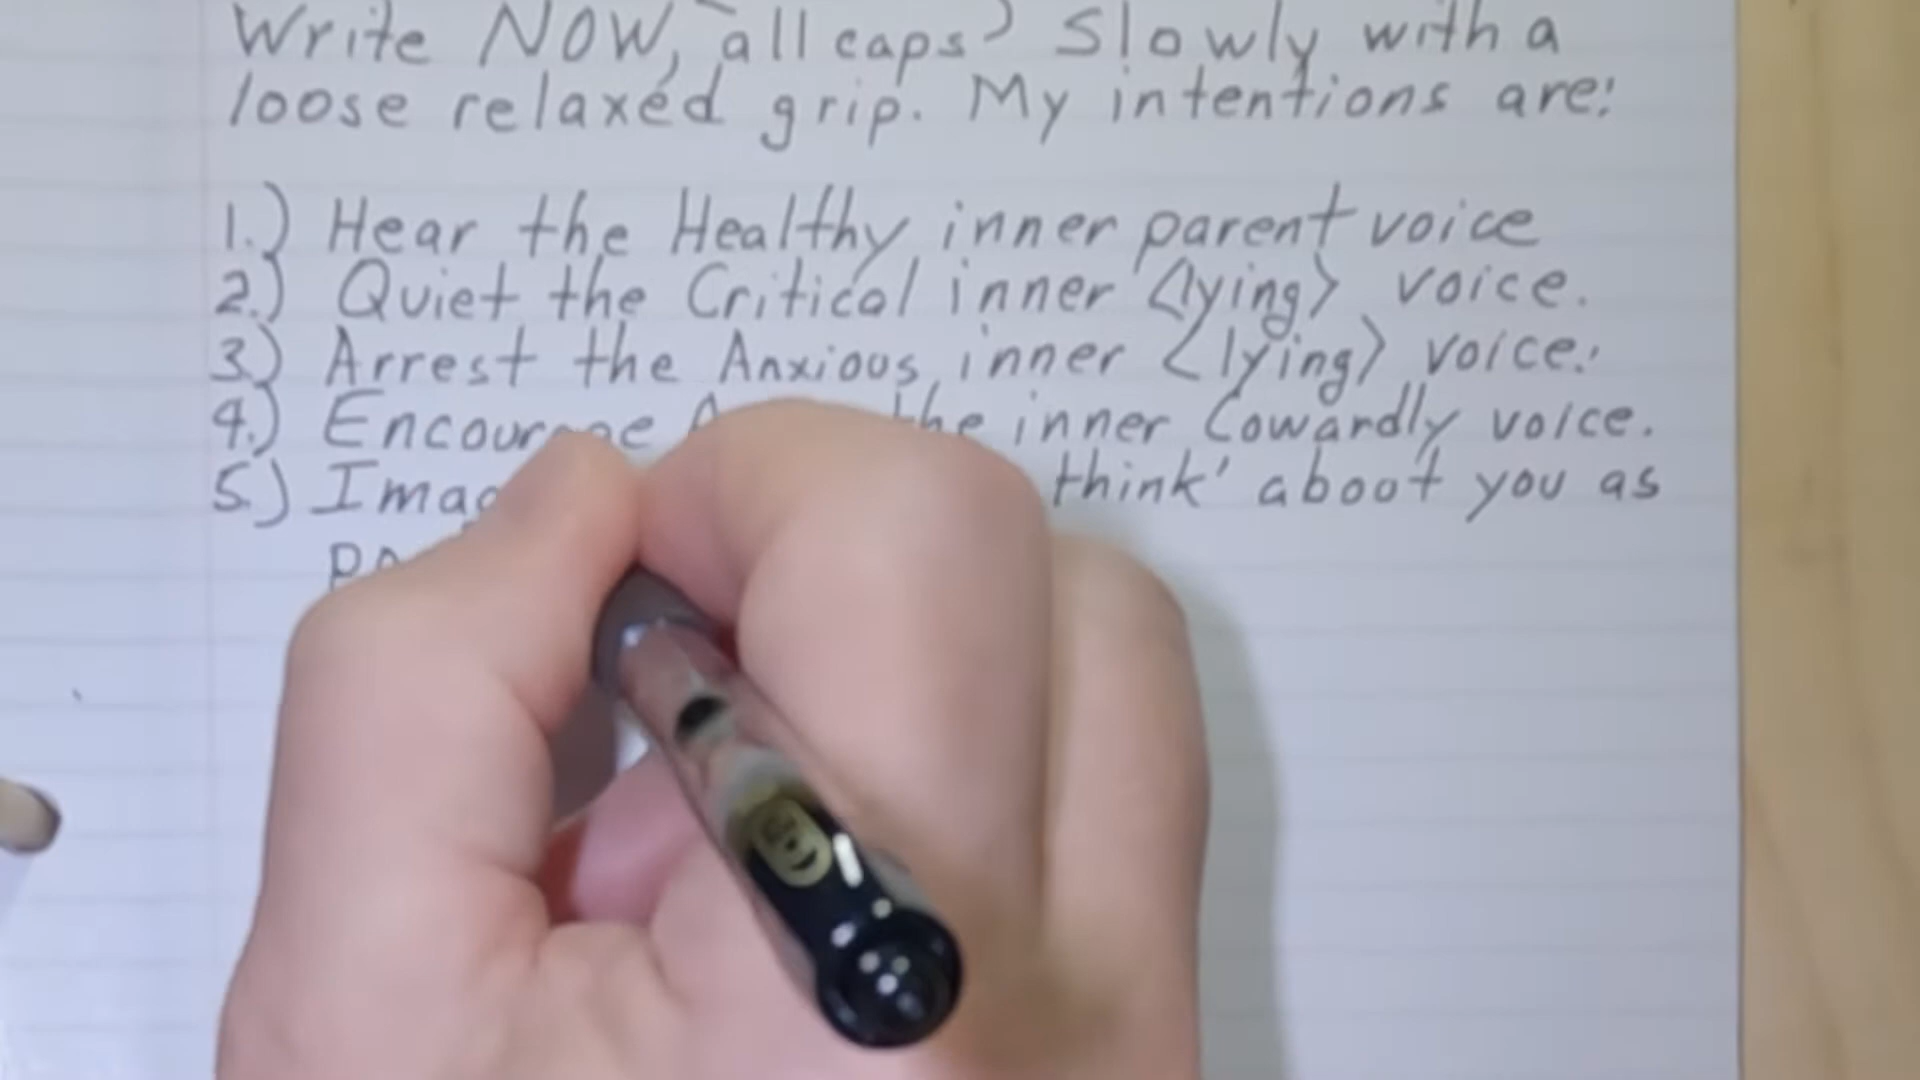 Write NOW, 'all caps' Slowly with a
loose relaxed grip. My intentions are:
1.) Hear the Healthy inner parent voice
2.) Quiet the Critical inner <lying> voice.
3.) Arrest the Anxious, inner <lying> voice.
4.) Encourage the inner Cowardly voice.
5.) think' about you as